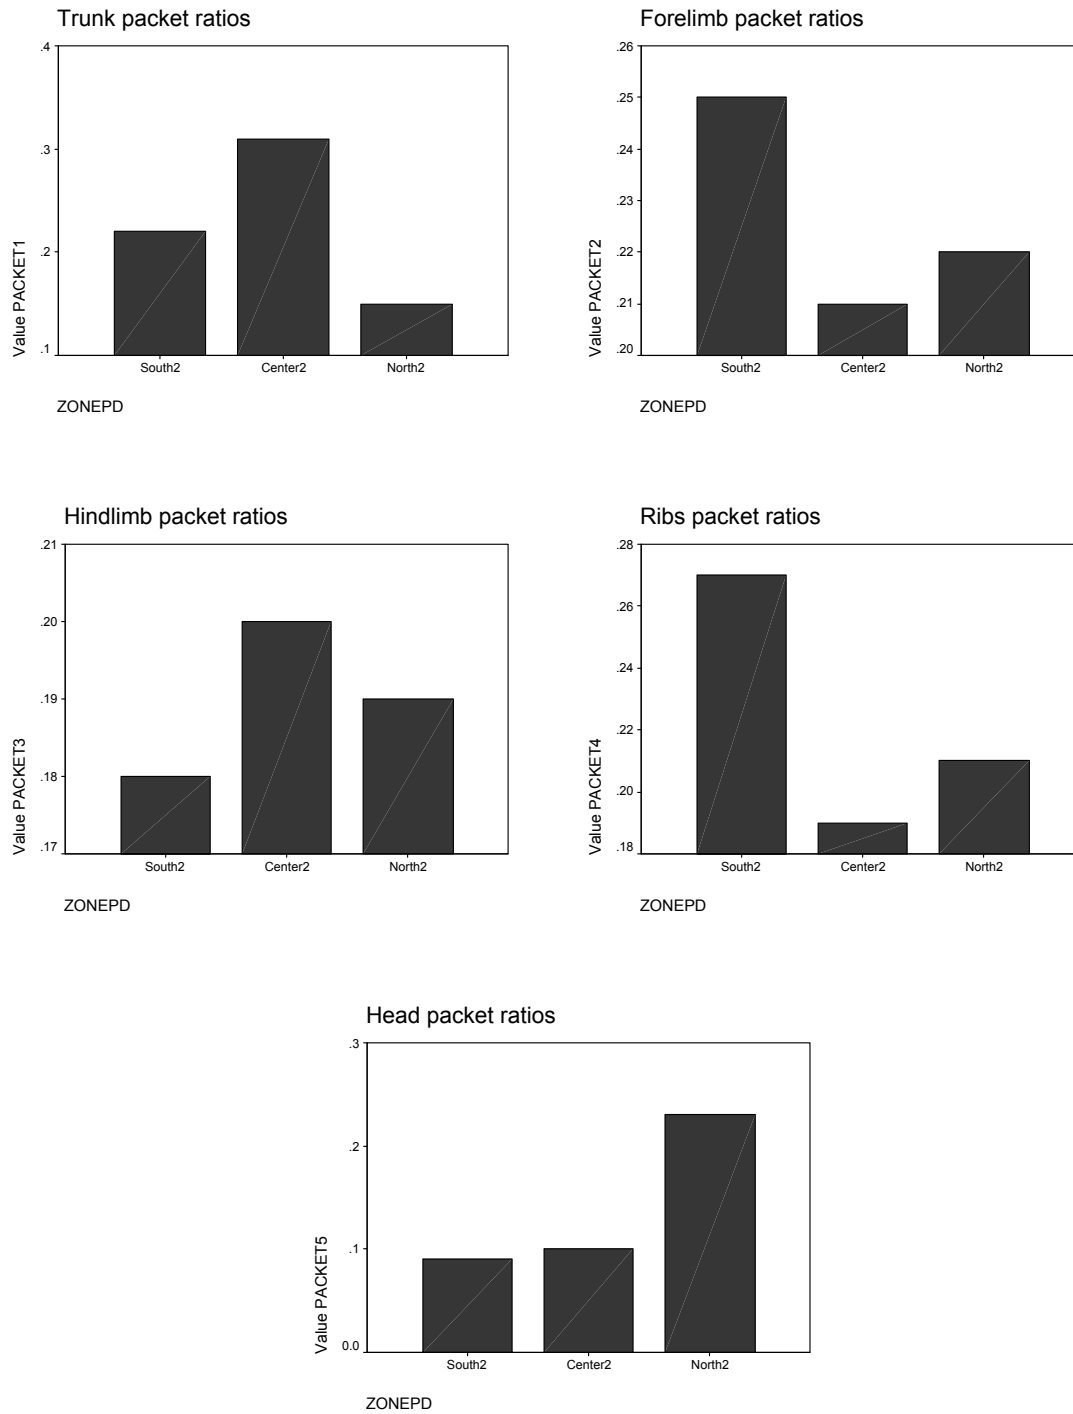 Trunk packet ratios
.4
.3
.2
.1
Value PACKET1
South2 Center2 North2
ZONEPD
Forelimb packet ratios
.26
.25
.24
.23
.22
.21
.20
Value PACKET2
South2 Center2 North2
ZONEPD
Hindlimb packet ratios
.21
.20
.19
.18
.17
Value PACKET3
South2 Center2 North2
ZONEPD
Ribs packet ratios
.28
.26
.24
.22
.20
.18
Value PACKET4
South2 Center2 North2
ZONEPD
Head packet ratios
.3
.2
.1
0.0
Value PACKET5
South2 Center2 North2
ZONEPD